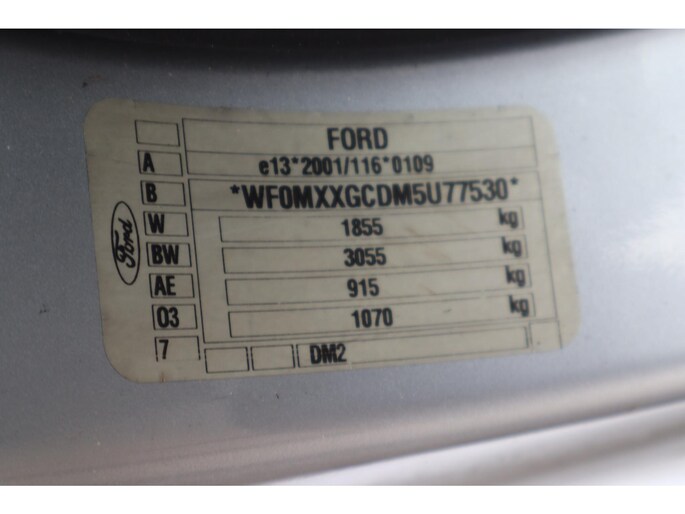 FORD
A e13*2001/116*0109
B *WF0MXXGCDM5U77530*
W 1855 kg
BW 3055 kg
AE 915 kg
03 1070 kg
7 DM2
Ford